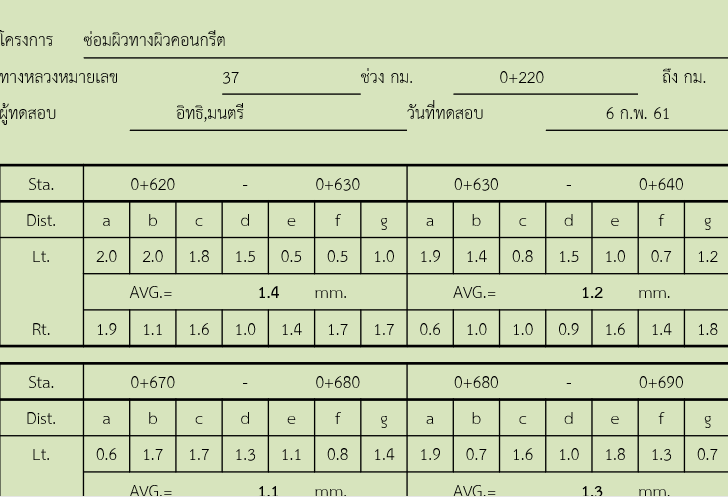 โครงการ ซ่อมผิวทางผิวคอนกรีต
ทางหลวงหมายเลข 37 ช่วง กม. 0+220 ถึง กม.
ผู้ทดสอบ อิทธิ,มนตรี วันที่ทดสอบ 6 ก.พ. 61
Sta. 0+620 - 0+630 0+630 - 0+640
Dist. a b c d e f g a b c d e f g
Lt. 2.0 2.0 1.8 1.5 0.5 0.5 1.0 1.9 1.4 0.8 1.5 1.0 0.7 1.2
AVG.= 1.4 mm. AVG.= 1.2 mm.
Rt. 1.9 1.1 1.6 1.0 1.4 1.7 1.7 0.6 1.0 1.0 0.9 1.6 1.4 1.8
Sta. 0+670 - 0+680 0+680 - 0+690
Dist. a b c d e f g a b c d e f g
Lt. 0.6 1.7 1.7 1.3 1.1 0.8 1.4 1.9 0.7 1.6 1.0 1.8 1.3 0.7
AVG.= 1.1 mm. AVG.= 1.3 mm.